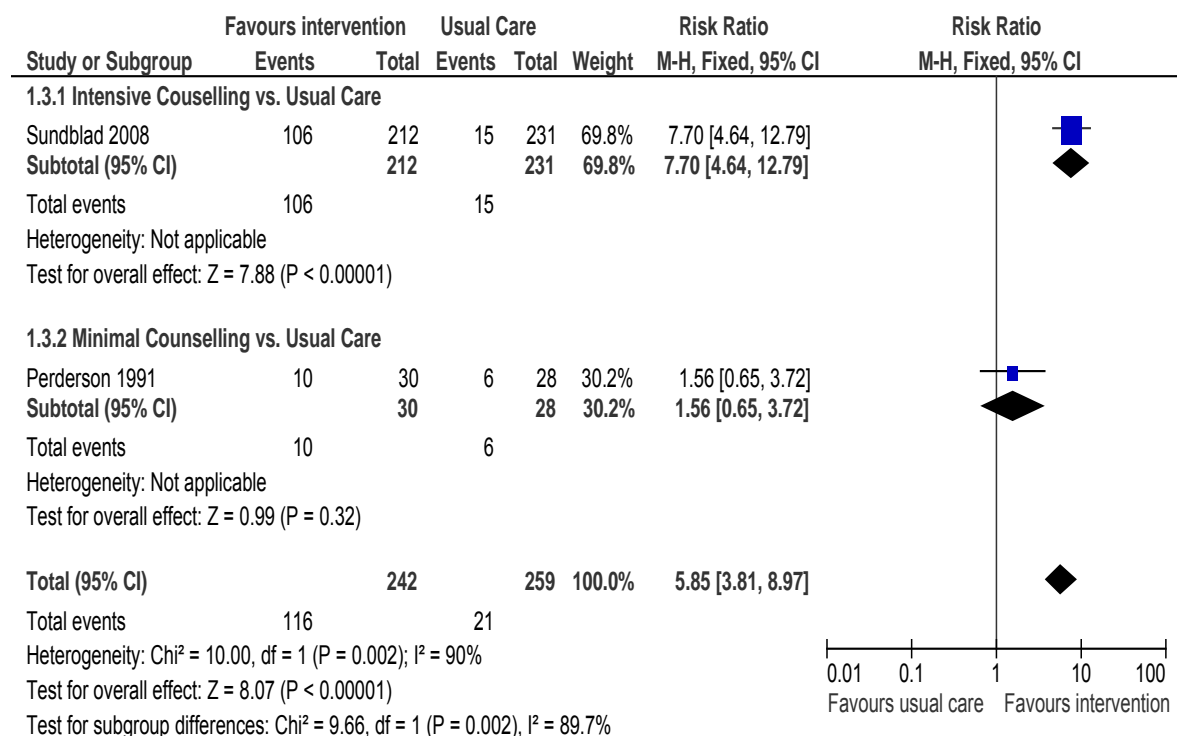 Favours intervention Usual Care Risk Ratio Risk Ratio
Study or Subgroup Events Total Events Total Weight M-H, Fixed, 95% CI M-H, Fixed, 95% CI
1.3.1 Intensive Couselling vs. Usual Care
Sundblad 2008 106 212 15 231 69.8% 7.70 [4.64, 12.79]
Subtotal (95% CI) 212 231 69.8% 7.70 [4.64, 12.79]
Total events 106 15
Heterogeneity: Not applicable
Test for overall effect: Z = 7.88 (P < 0.00001)
1.3.2 Minimal Counselling vs. Usual Care
Perderson 1991 10 30 6 28 30.2% 1.56 [0.65, 3.72]
Subtotal (95% CI) 30 28 30.2% 1.56 [0.65, 3.72]
Total events 10 6
Heterogeneity: Not applicable
Test for overall effect: Z = 0.99 (P = 0.32)
Total (95% CI) 242 259 100.0% 5.85 [3.81, 8.97]
Total events 116 21
Heterogeneity: Chi² = 10.00, df = 1 (P = 0.002); I² = 90%
Test for overall effect: Z = 8.07 (P < 0.00001)
Test for subgroup differences: Chi² = 9.66, df = 1 (P = 0.002), I² = 89.7%
0.01 0.1 1 10 100
Favours usual care Favours intervention